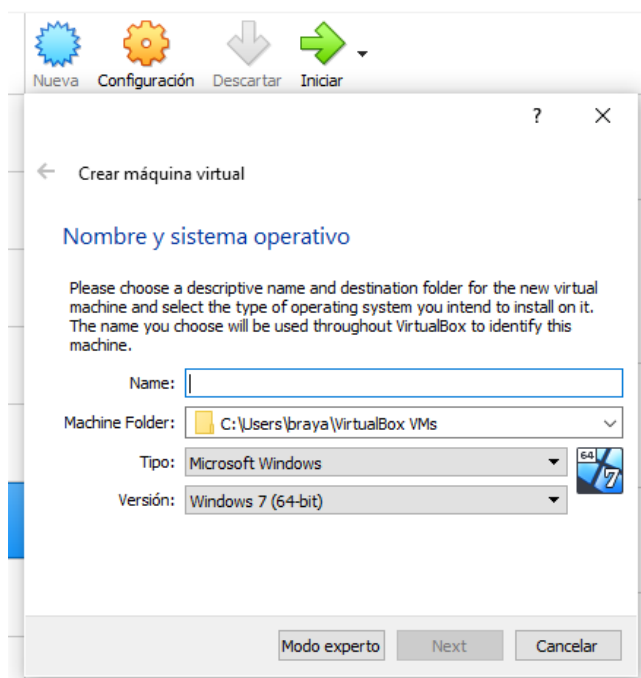 Nueva Configuración Descartar Iniciar
?
Crear máquina virtual
Nombre y sistema operativo
Please choose a descriptive name and destination folder for the new virtual
machine and select the type of operating system you intend to install on it.
The name you choose will be used throughout VirtualBox to identify this
machine.
Name:
Machine Folder: C:\Users\braya\VirtualBox VMs
Tipo: Microsoft Windows
64
7
Versión: Windows 7 (64-bit)
Modo experto Next Cancelar